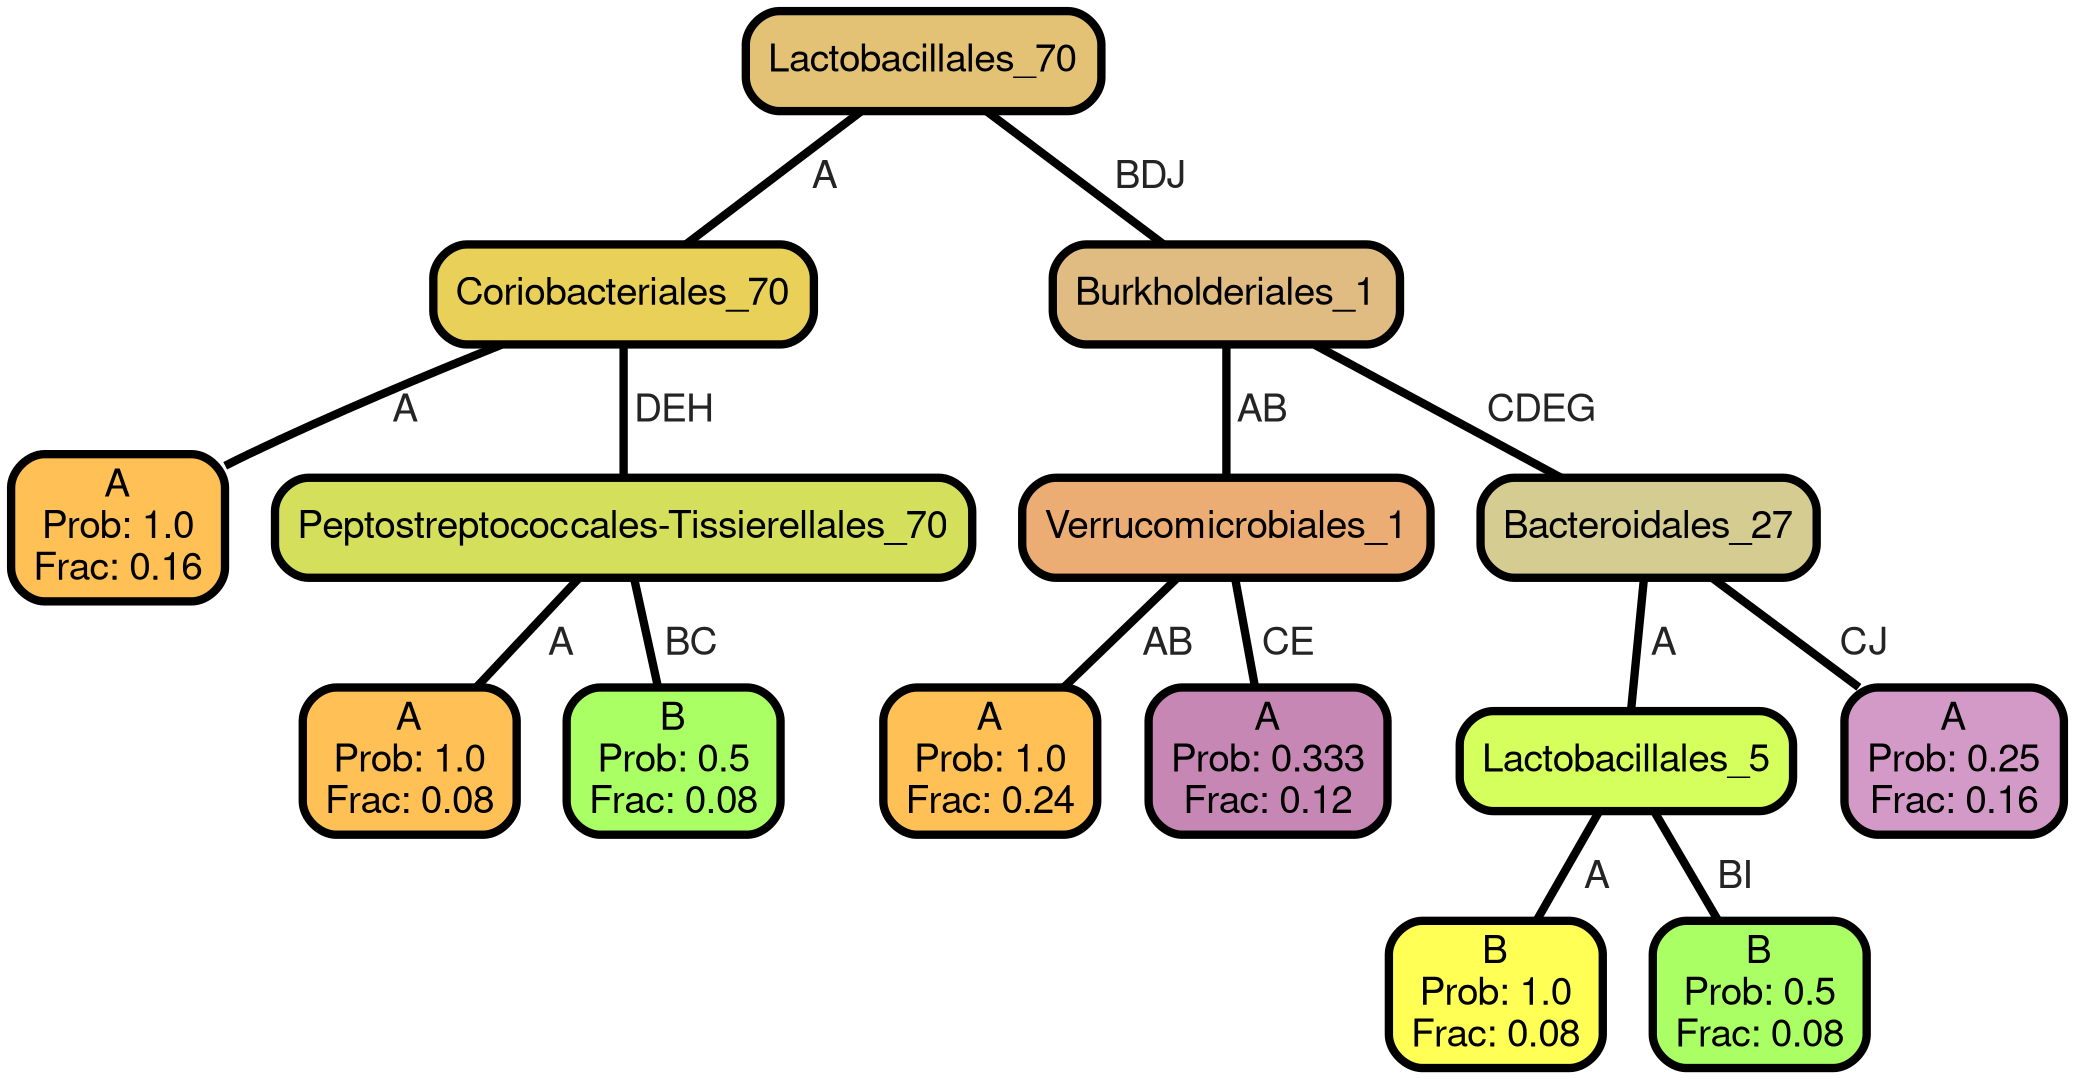 Lactobacillales_70
A
BDJ
Coriobacteriales_70
Burkholderiales_1
A
DEH
AB
CDEG
A
Prob: 1.0
Frac: 0.16
Peptostreptococcales-Tissierellales_70
Verrucomicrobiales_1
Bacteroidales_27
A
BC
AB
CE
A
CJ
A
Prob: 1.0
Frac: 0.08
B
Prob: 0.5
Frac: 0.08
A
Prob: 1.0
Frac: 0.24
A
Prob: 0.333
Frac: 0.12
Lactobacillales_5
A
Prob: 0.25
Frac: 0.16
A
BI
B
Prob: 1.0
Frac: 0.08
B
Prob: 0.5
Frac: 0.08